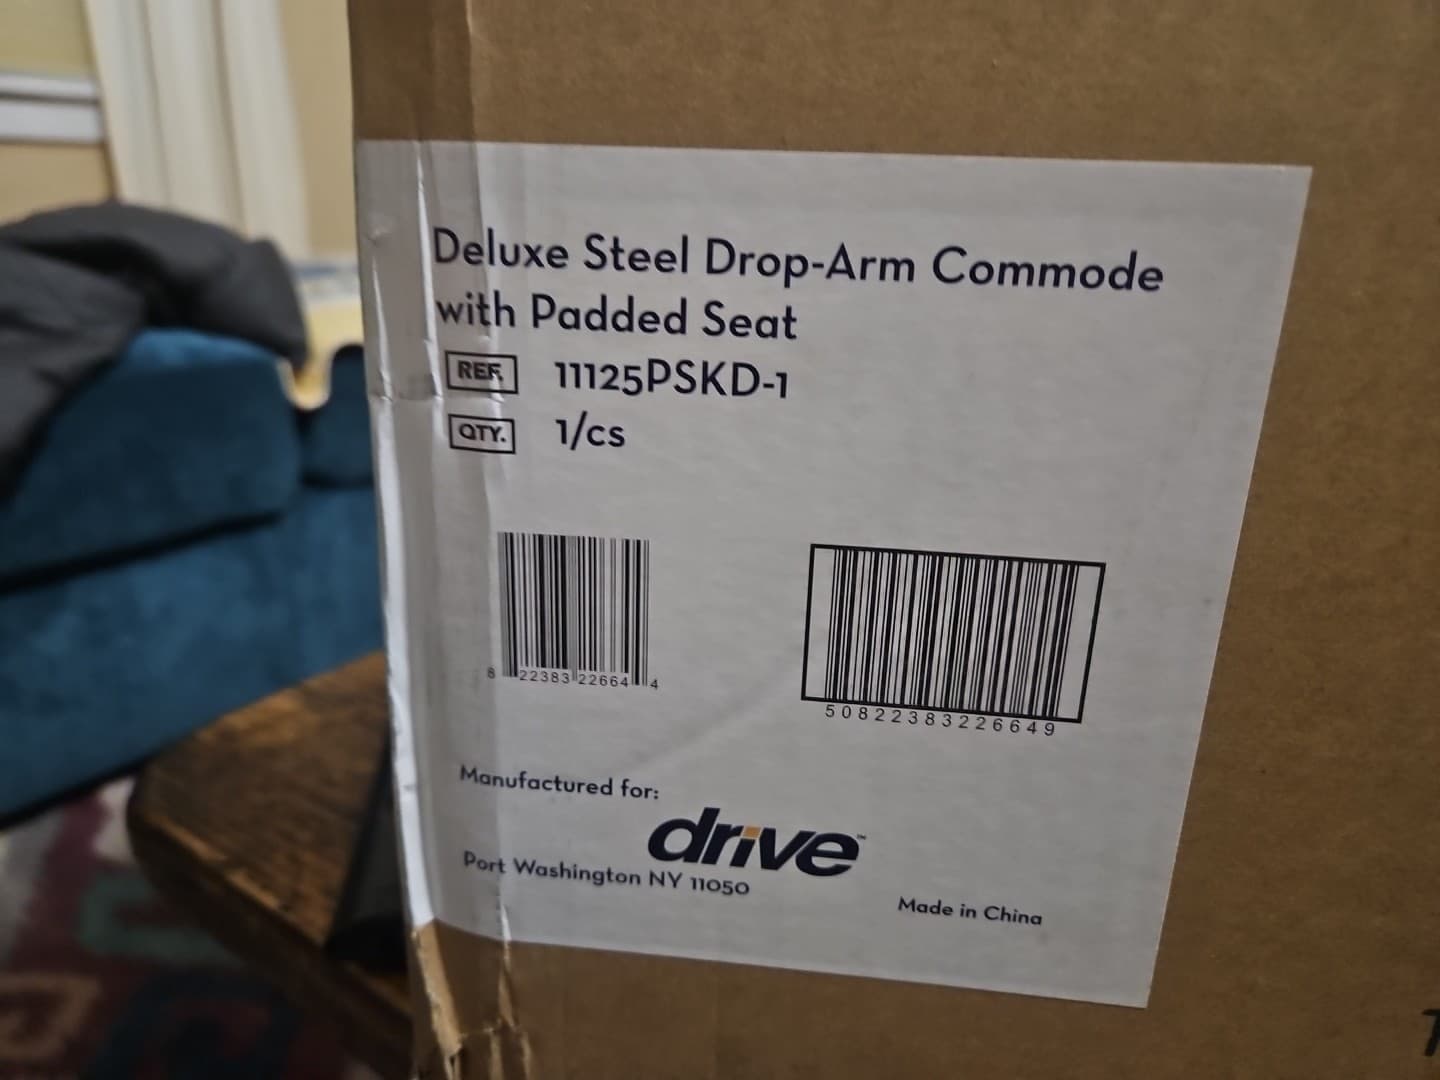 Deluxe Steel Drop-Arm Commode
with Padded Seat
REF. 11125PSKD-1
QTY. 1/cs
8 22383 22664 4
50822383226649
Manufactured for:
drive™
Port Washington NY 11050
Made in China